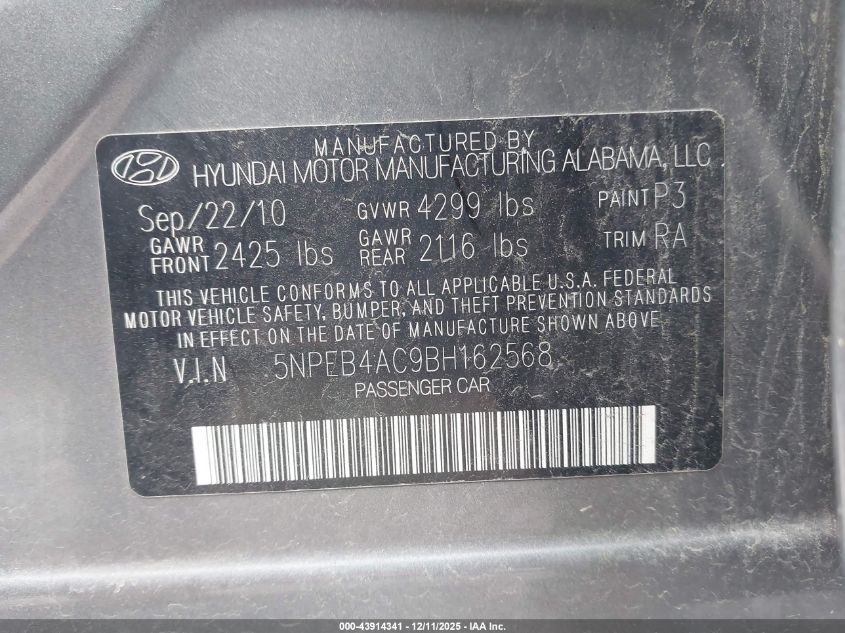 MANUFACTURED BY
HYUNDAI MOTOR MANUFACTURING ALABAMA, LLC .
Sep/22/10 GVWR 4299 lbs PAINT P3
GAWR FRONT 2425 lbs GAWR REAR 2116 lbs TRIM RA
THIS VEHICLE CONFORMS TO ALL APPLICABLE U.S.A. FEDERAL
MOTOR VEHICLE SAFETY, BUMPER, AND THEFT PREVENTION STANDARDS
IN EFFECT ON THE DATE OF MANUFACTURE SHOWN ABOVE.
V.I.N 5NPEB4AC9BH162568
PASSENGER CAR
000-43914341 - 12/11/2025 - IAA Inc.